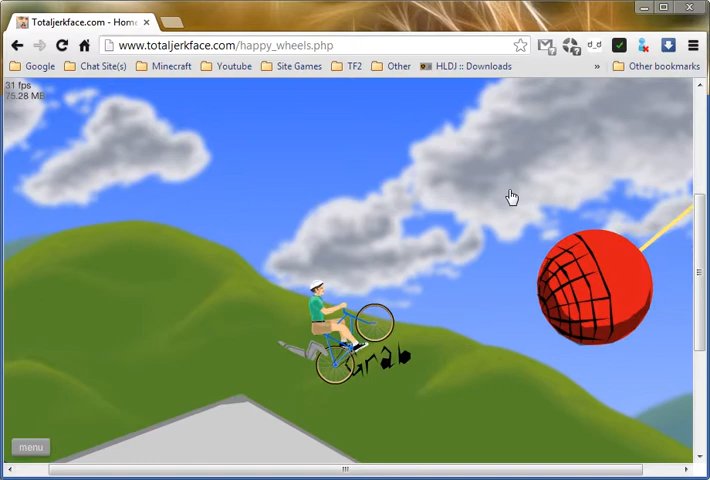 Totaljerkface.com - Home
www.totaljerkface.com/happy_wheels.php
Google Chat Site(s) Minecraft Youtube Site Games TF2 Other HLDJ :: Downloads » Other bookmarks
31 fps
75.28 MB
Grab
menu